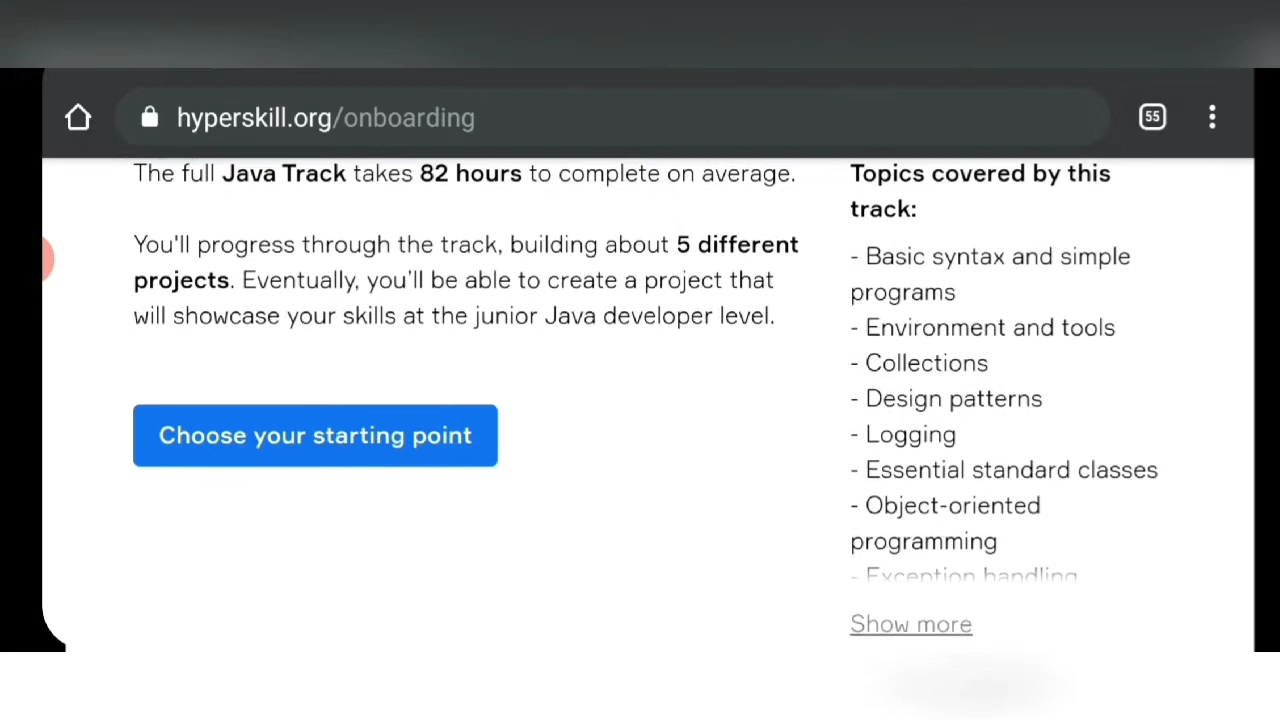 hyperskill.org/onboarding
55
The full Java Track takes 82 hours to complete on average.
You'll progress through the track, building about 5 different
projects. Eventually, you'll be able to create a project that
will showcase your skills at the junior Java developer level.
Choose your starting point
Topics covered by this
track:
- Basic syntax and simple
programs
- Environment and tools
- Collections
- Design patterns
- Logging
- Essential standard classes
- Object-oriented
programming
- Exception handling
Show more